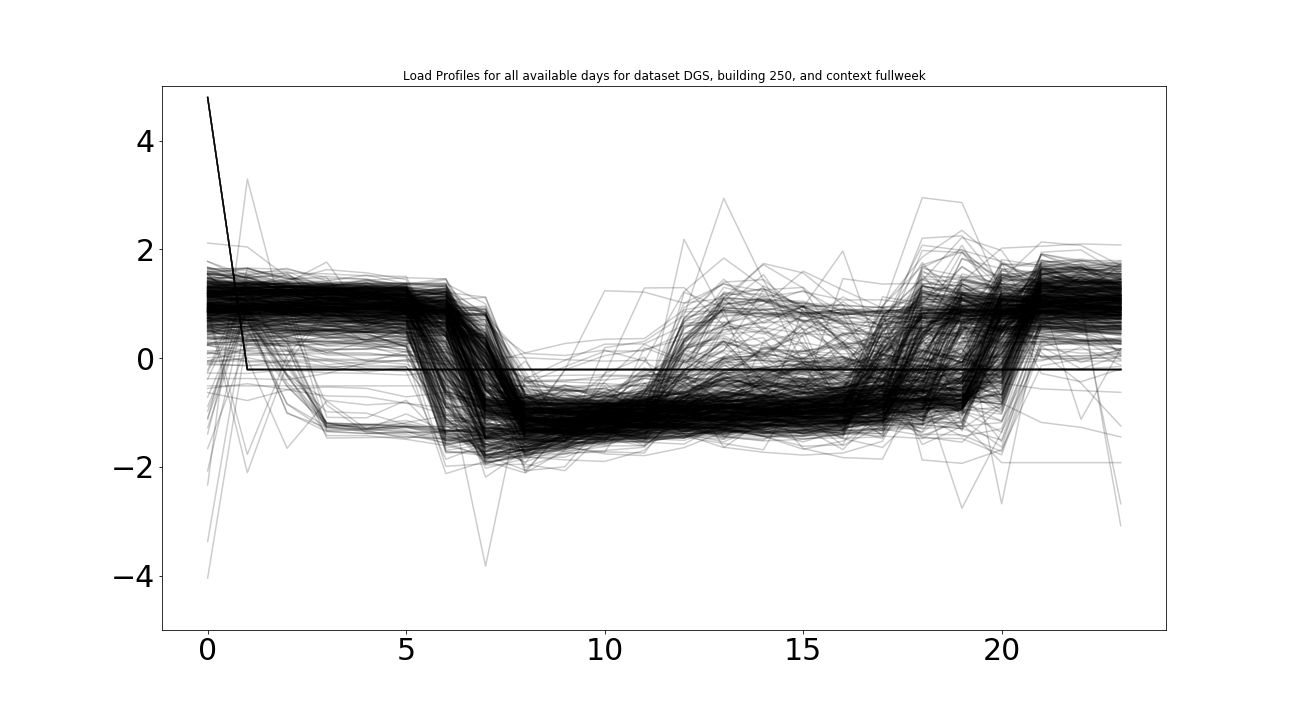 Load Profiles for all available days for dataset DGS, building 250, and context fullweek
4
2
0
−2
−4
0 5 10 15 20